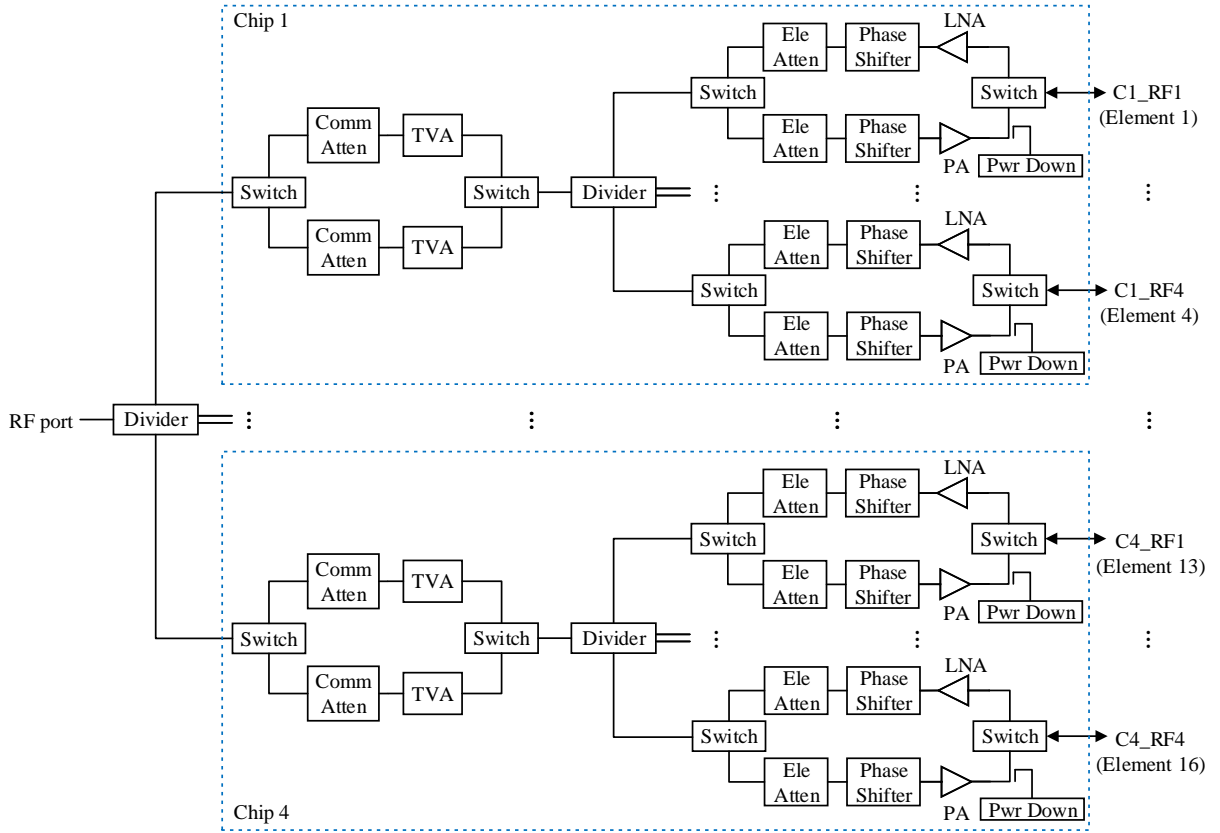 Chip 1
LNA
Ele
Atten
Phase
Shifter
Switch
Switch
C1_RF1
(Element 1)
Comm
Atten
TVA
Ele
Atten
Phase
Shifter
PA
Pwr Down
Switch
Switch
Divider
Comm
Atten
TVA
LNA
Ele
Atten
Phase
Shifter
Switch
Switch
C1_RF4
(Element 4)
Ele
Atten
Phase
Shifter
PA
Pwr Down
RF port
Divider
LNA
Ele
Atten
Phase
Shifter
Switch
Switch
C4_RF1
(Element 13)
Comm
Atten
TVA
Ele
Atten
Phase
Shifter
PA
Pwr Down
Switch
Switch
Divider
Comm
Atten
TVA
LNA
Ele
Atten
Phase
Shifter
Switch
Switch
C4_RF4
(Element 16)
Ele
Atten
Phase
Shifter
PA
Pwr Down
Chip 4